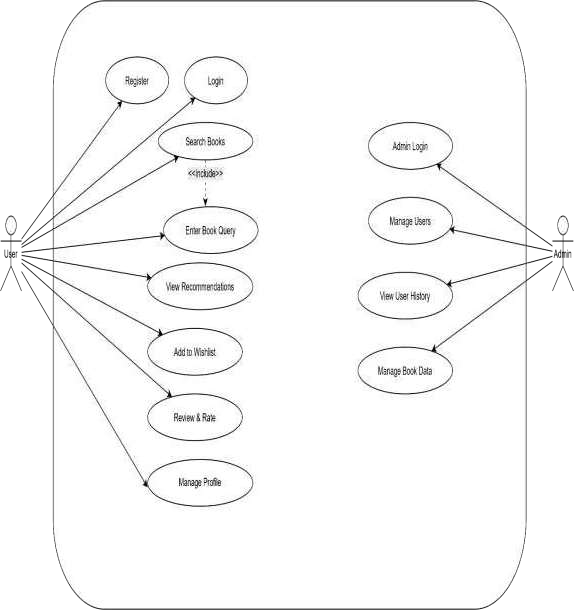 Register
Login
Search Books
<<Include>>
Enter Book Query
View Recommendations
Add to Wishlist
Review & Rate
Manage Profile
User
Admin Login
Manage Users
View User History
Manage Book Data
Admin